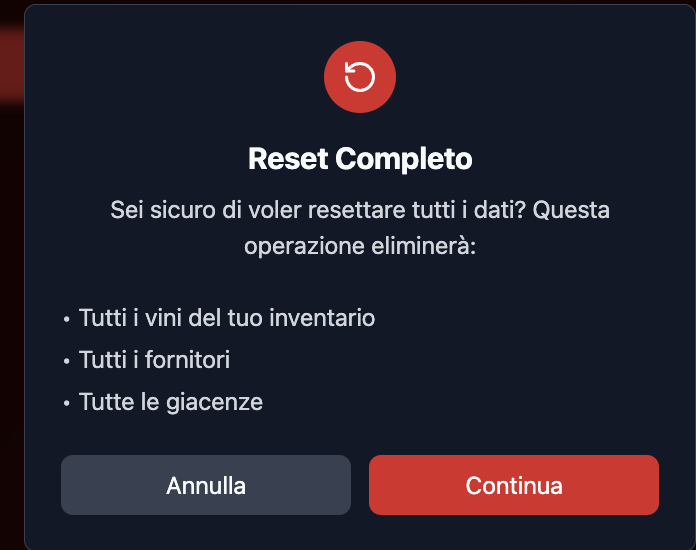 Reset Completo
Sei sicuro di voler resettare tutti i dati? Questa
operazione eliminerà:
• Tutti i vini del tuo inventario
• Tutti i fornitori
• Tutte le giacenze
Annulla
Continua